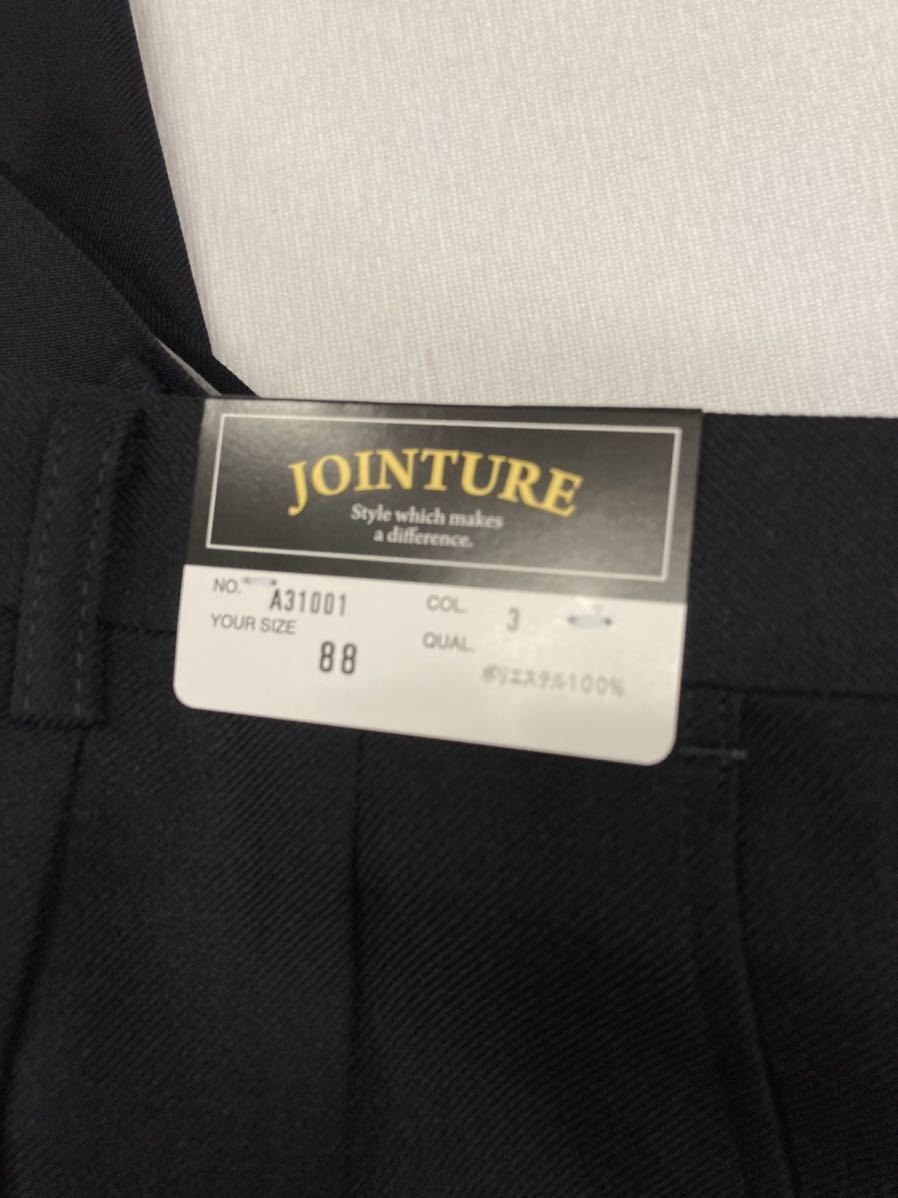 JOINTURE
Style which makes
a difference.
NO. A31001 COL. 3
YOUR SIZE 88 QUAL.
ポリエステル100%